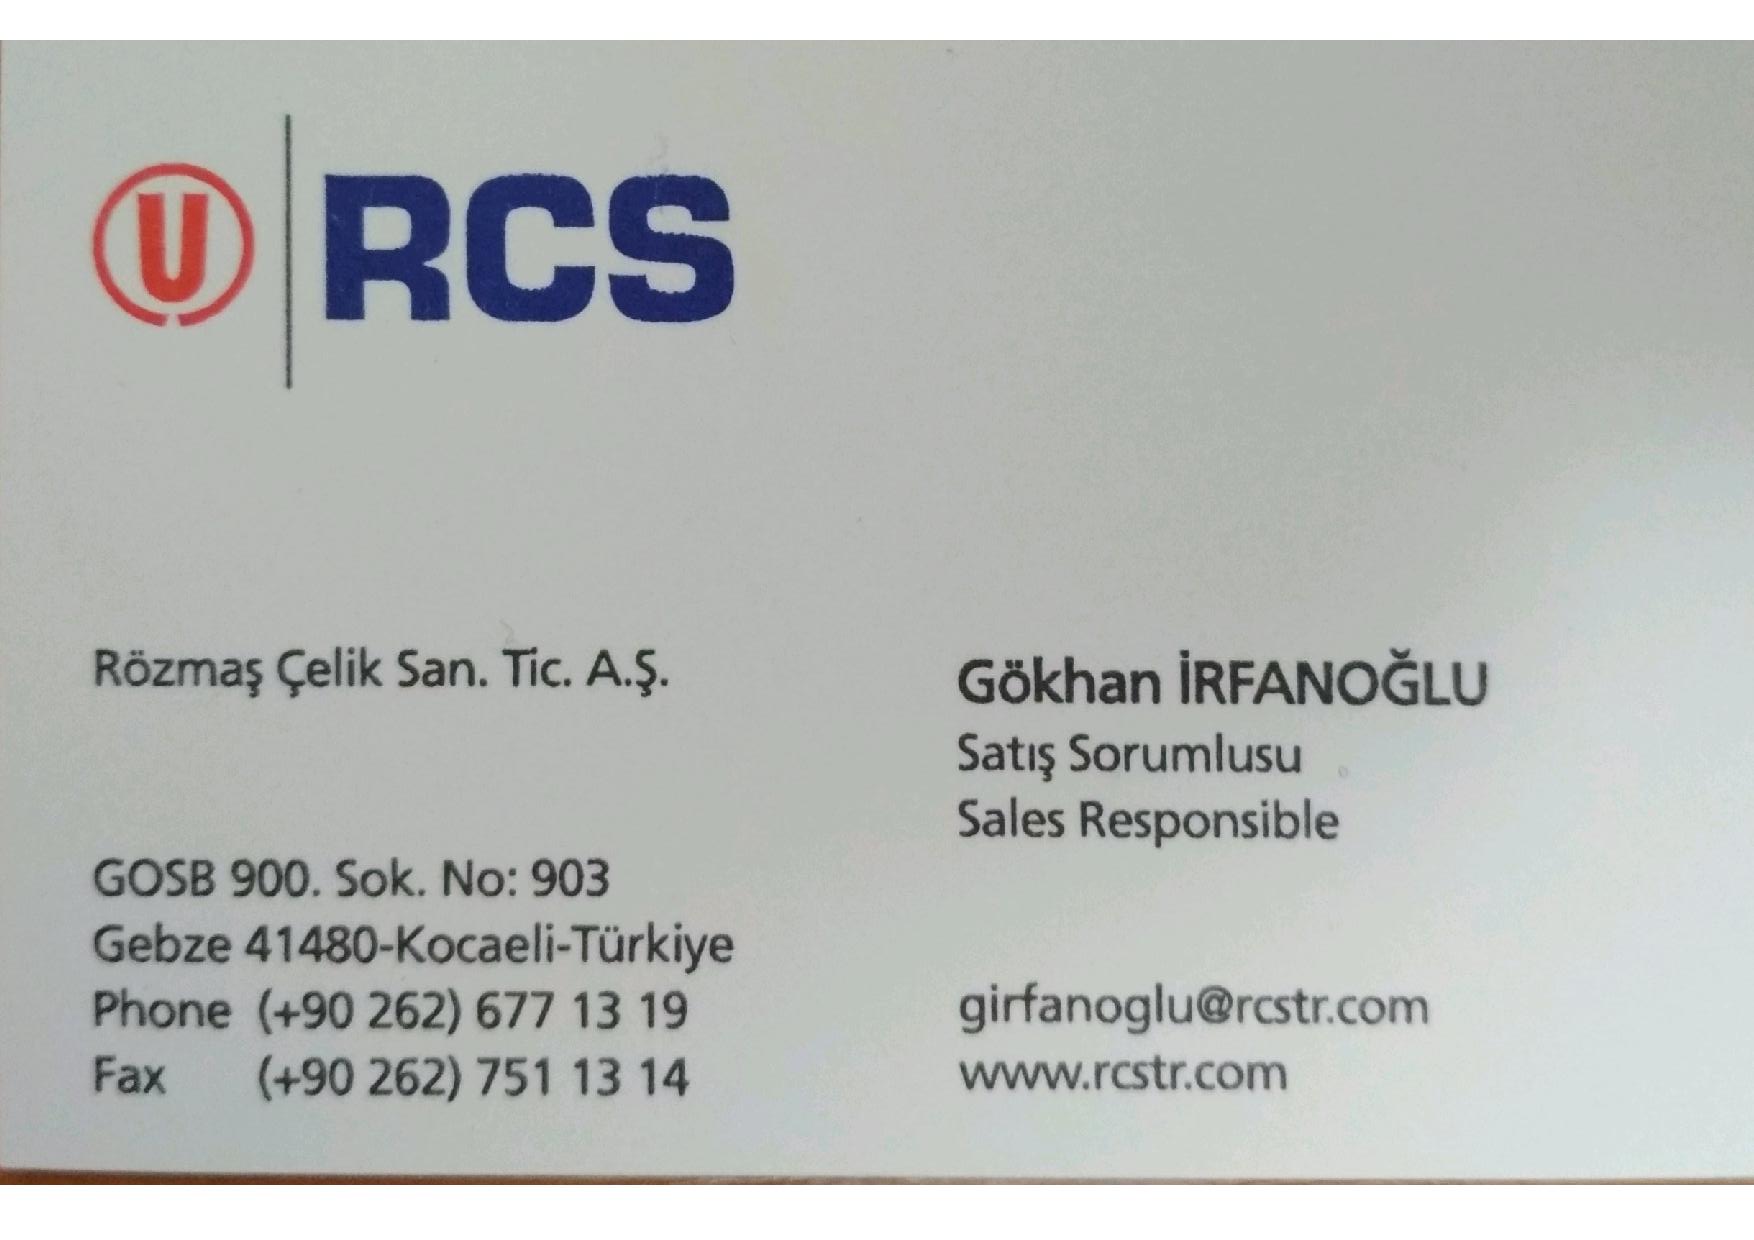 U RCS
Rözmaş Çelik San. Tic. A.Ş.
GOSB 900. Sok. No: 903
Gebze 41480-Kocaeli-Türkiye
Phone (+90 262) 677 13 19
Fax (+90 262) 751 13 14
Gökhan İRFANOĞLU
Satış Sorumlusu
Sales Responsible
girfanoglu@rcstr.com
www.rcstr.com